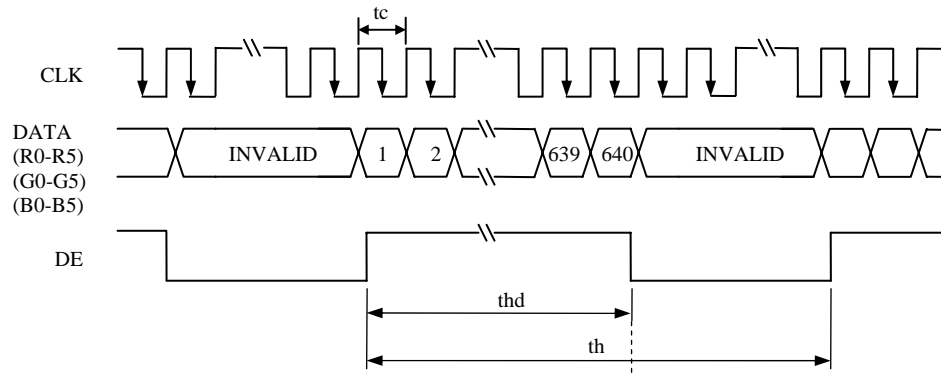 tc
CLK
DATA
(R0-R5)
(G0-G5)
(B0-B5)
INVALID 1 2 639 640 INVALID
DE
thd
th